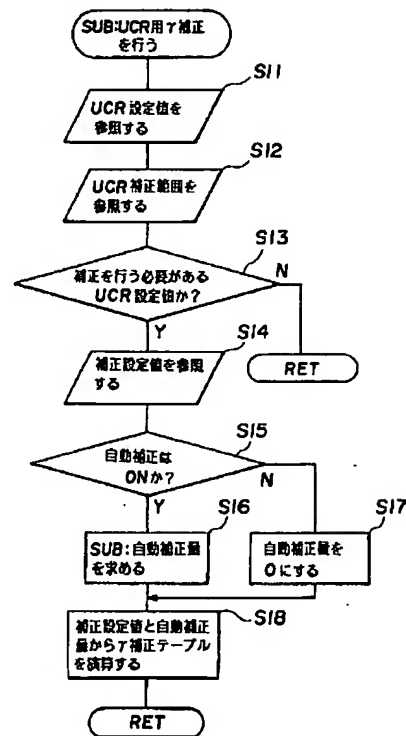 SUB:UCR用γ補正
を行う
S11
UCR設定値を
参照する
S12
UCR補正範囲を
参照する
S13
補正を行う必要がある
UCR設定値か?
N
Y
S14
RET
補正設定値を参照
する
S15
自動補正は
ONか?
N
Y
S16
S17
SUB:自動補正量
を求める
自動補正量を
0にする
S18
補正設定値と自動補正
量からγ補正テーブル
を演算する
RET